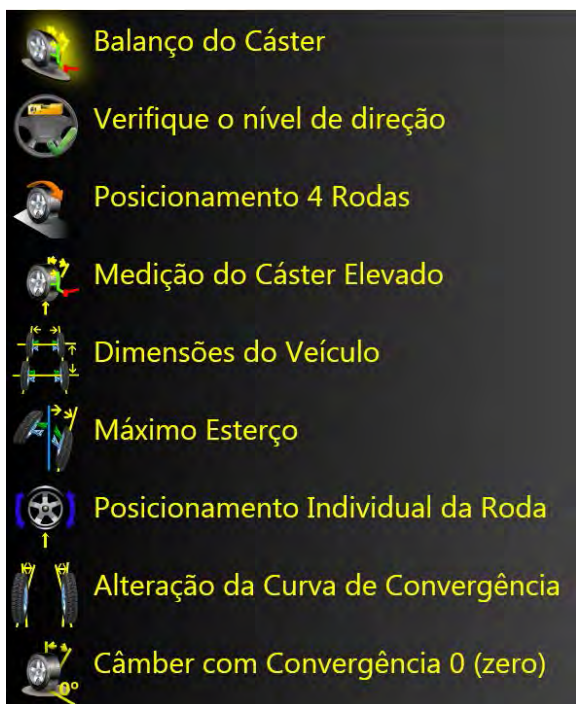 Balanço do Cáster
Verifique o nível de direção
Posicionamento 4 Rodas
Medição do Cáster Elevado
Dimensões do Veículo
Máximo Esterço
Posicionamento Individual da Roda
Alteração da Curva de Convergência
Câmber com Convergência 0 (zero)
0º